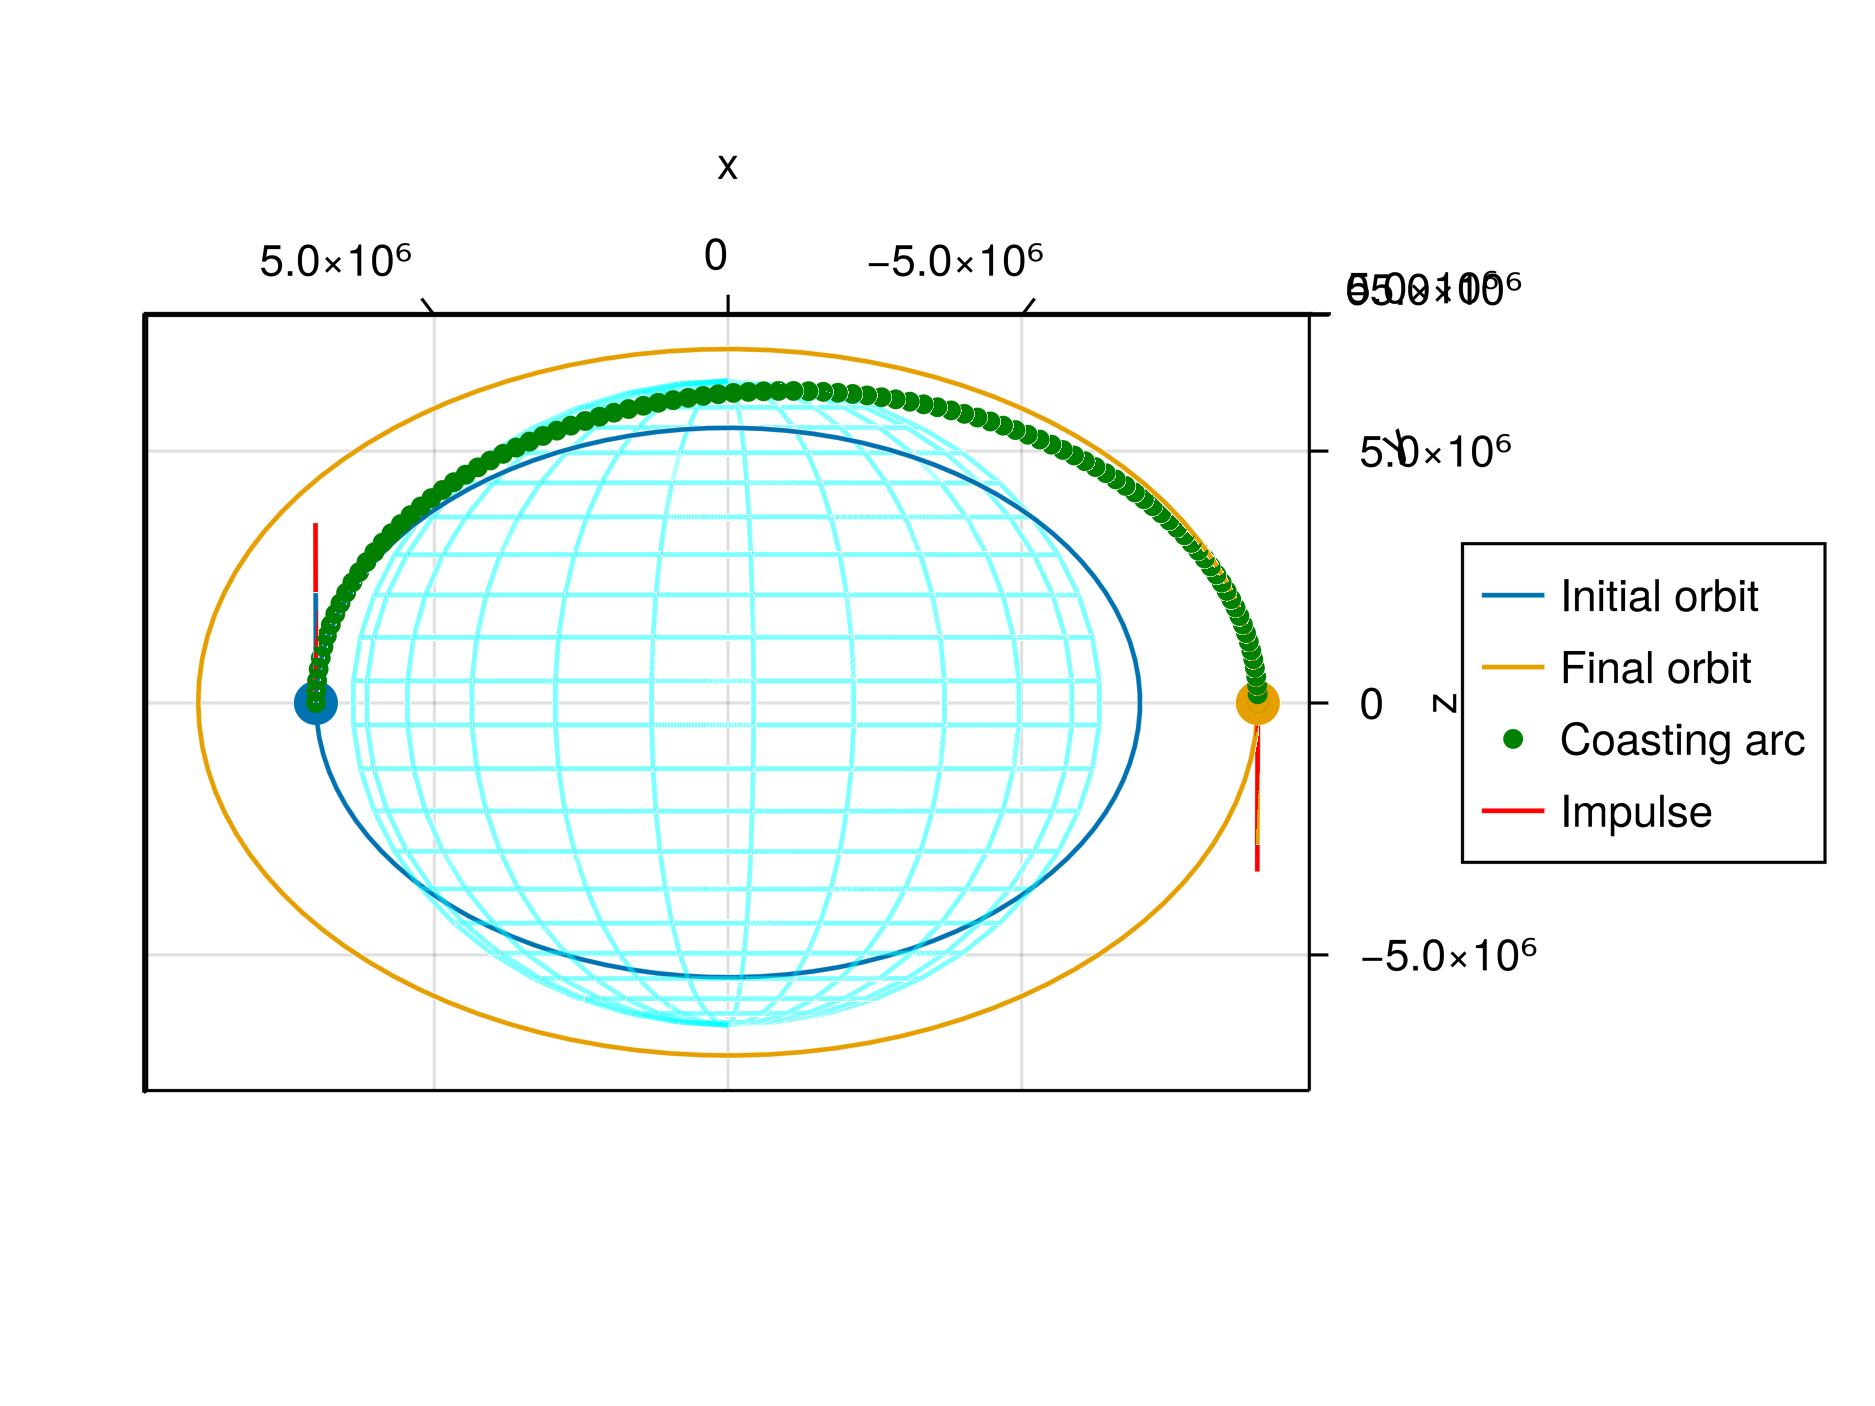 x
5.0×10⁶
0
−5.0×10⁶
y
5.0×10⁶
0
z
−5.0×10⁶
Initial orbit
Final orbit
Coasting arc
Impulse